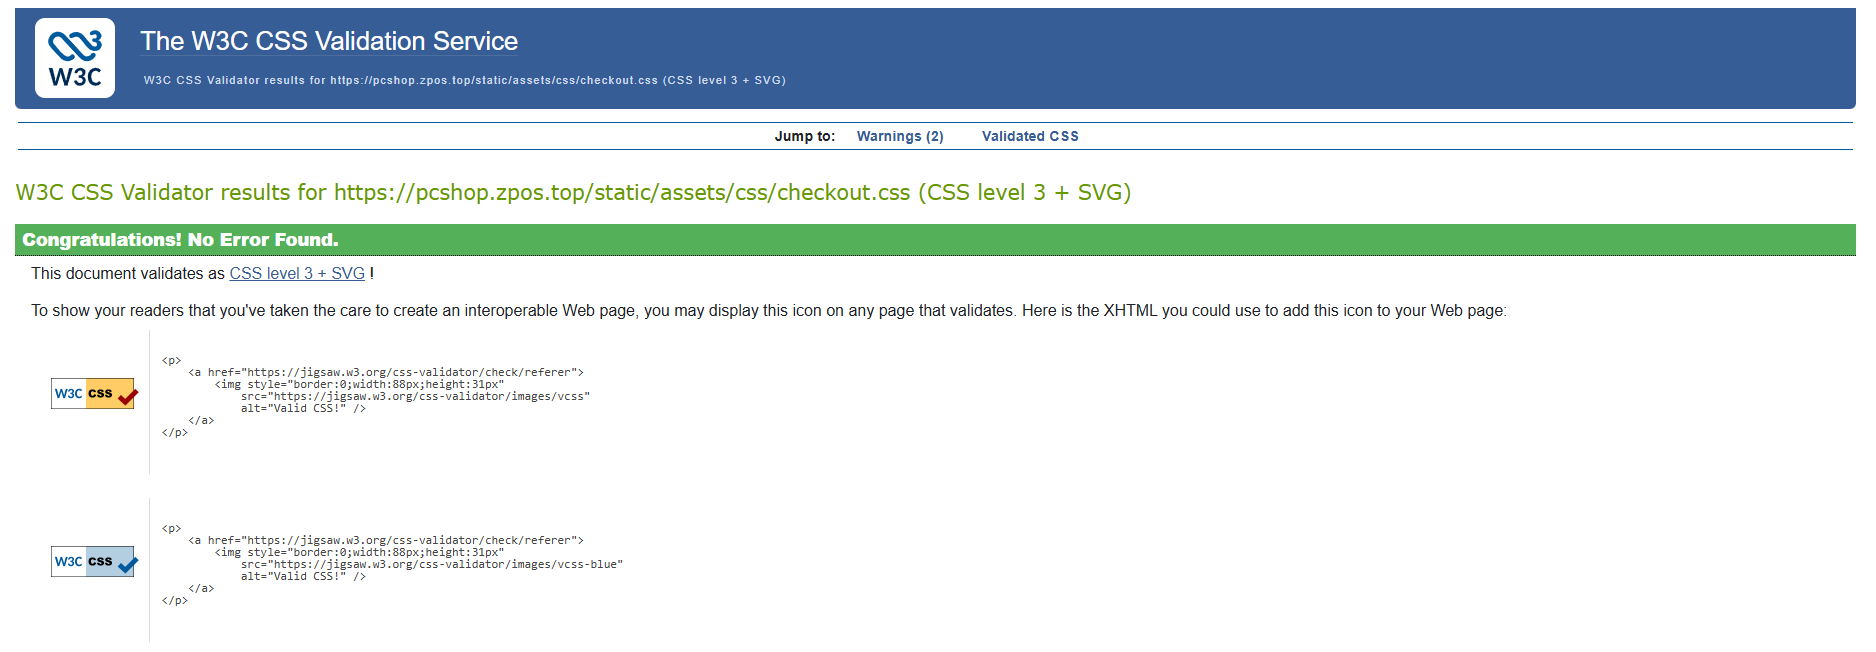 W3C
The W3C CSS Validation Service
W3C CSS Validator results for https://pcshop.zpos.top/static/assets/css/checkout.css (CSS level 3 + SVG)
Jump to: Warnings (2) Validated CSS
W3C CSS Validator results for https://pcshop.zpos.top/static/assets/css/checkout.css (CSS level 3 + SVG)
Congratulations! No Error Found.
This document validates as CSS level 3 + SVG !
To show your readers that you've taken the care to create an interoperable Web page, you may display this icon on any page that validates. Here is the XHTML you could use to add this icon to your Web page:
W3C css
<p>
    <a href="https://jigsaw.w3.org/css-validator/check/referer">
        <img style="border:0;width:88px;height:31px"
            src="https://jigsaw.w3.org/css-validator/images/vcss"
            alt="Valid CSS!" />
    </a>
</p>
W3C css
<p>
    <a href="https://jigsaw.w3.org/css-validator/check/referer">
        <img style="border:0;width:88px;height:31px"
            src="https://jigsaw.w3.org/css-validator/images/vcss-blue"
            alt="Valid CSS!" />
    </a>
</p>